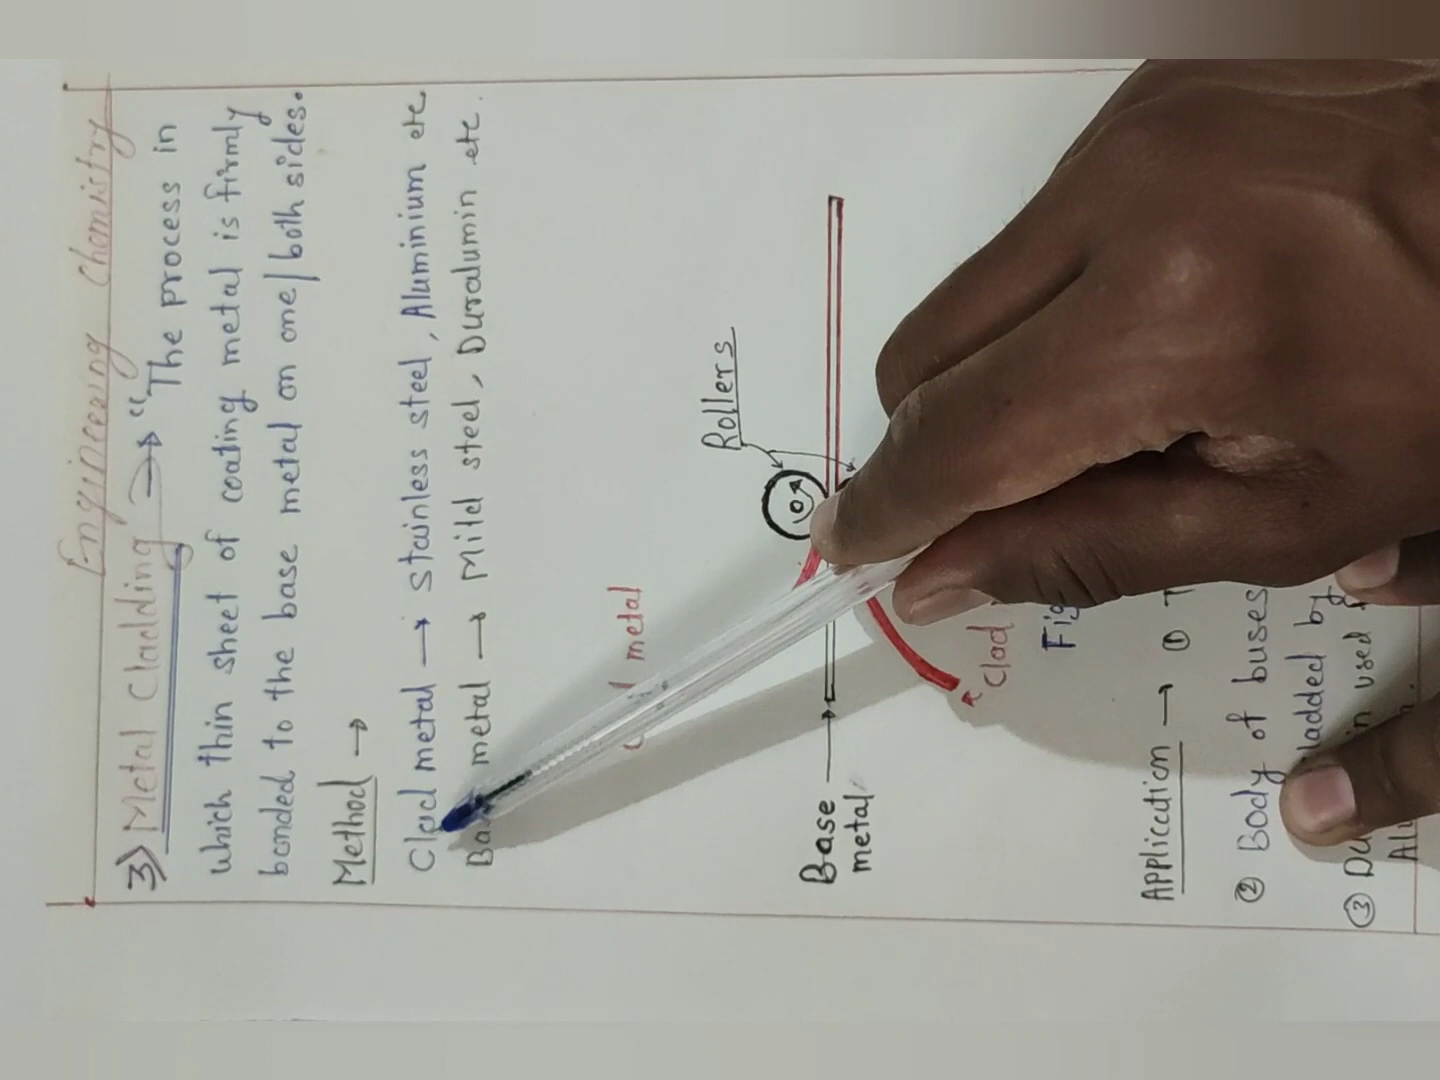 Engineering Chemistry
3) Metal Cladding → "The process in
which thin sheet of coating metal is firmly
bonded to the base metal on one/both sides.
Method →
Clad metal → stainless steel, Aluminium etc
metal → Mild steel, Duralumin etc.
Rollers
metal
Base
metal
Clad
Fig
Application → ①
② Body of buses
by
③ used